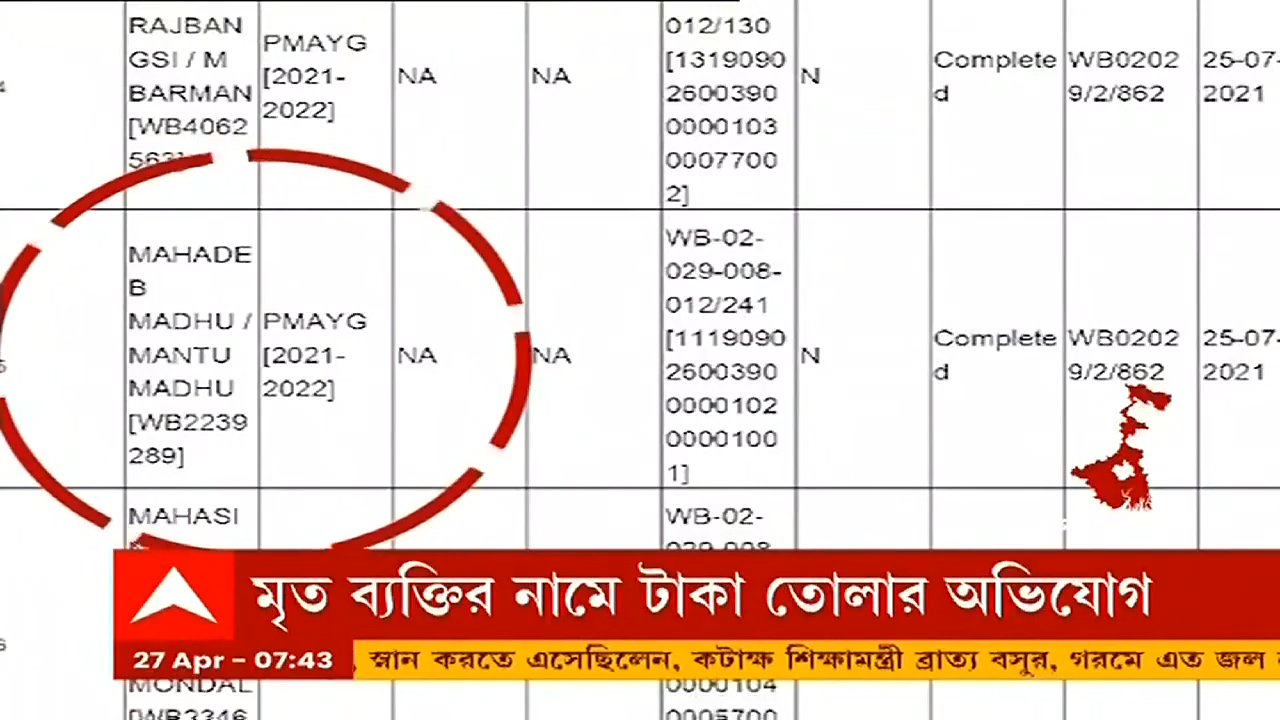 RAJBAN
GSI / M
BARMAN
[WB4062
563]
PMAYG
[2021-
2022]
NA
NA
012/130
[1319090
2600390
0000103
0007700
2]
N
Complete
d
WB0202
9/2/862
25-07-
2021
MAHADE
B
MADHU /
MANTU
MADHU
[WB2239
289]
PMAYG
[2021-
2022]
NA
NA
WB-02-
029-008-
012/241
[1119090
2600390
0000102
0000100
1]
N
Complete
d
WB0202
9/2/862
25-07-
2021
MAHASI
WB-02-
029-008
মৃত ব্যক্তির নামে টাকা তোলার অভিযোগ
27 Apr - 07:43
, স্নান করতে এসেছিলেন, কটাক্ষ শিক্ষামন্ত্রী ব্রাত্য বসুর, গরমে এত জল
MONDAL
0000104
0005700